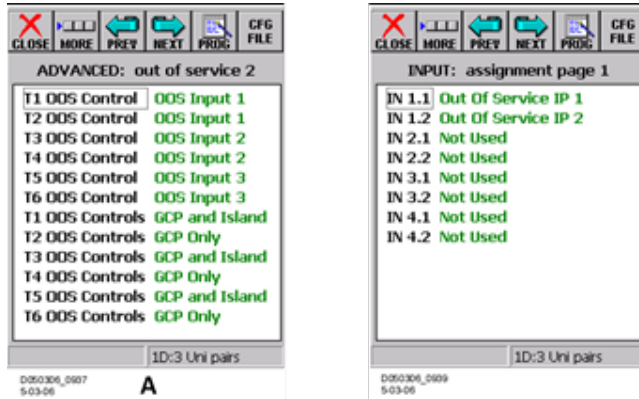 CLOSE MORE PREV NEXT PROG CFG FILE
ADVANCED: out of service 2
T1 OOS Control OOS Input 1
T2 OOS Control OOS Input 1
T3 OOS Control OOS Input 2
T4 OOS Control OOS Input 2
T5 OOS Control OOS Input 3
T6 OOS Control OOS Input 3
T1 OOS Controls GCP and Island
T2 OOS Controls GCP Only
T3 OOS Controls GCP and Island
T4 OOS Controls GCP Only
T5 OOS Controls GCP and Island
T6 OOS Controls GCP Only
1D:3 Uni pairs
D050306_0937
5-03-06
A
CLOSE MORE PREV NEXT PROG CFG FILE
INPUT: assignment page 1
IN 1.1 Out Of Service IP 1
IN 1.2 Out Of Service IP 2
IN 2.1 Not Used
IN 2.2 Not Used
IN 3.1 Not Used
IN 3.2 Not Used
IN 4.1 Not Used
IN 4.2 Not Used
1D:3 Uni pairs
D050306_0939
5-03-06